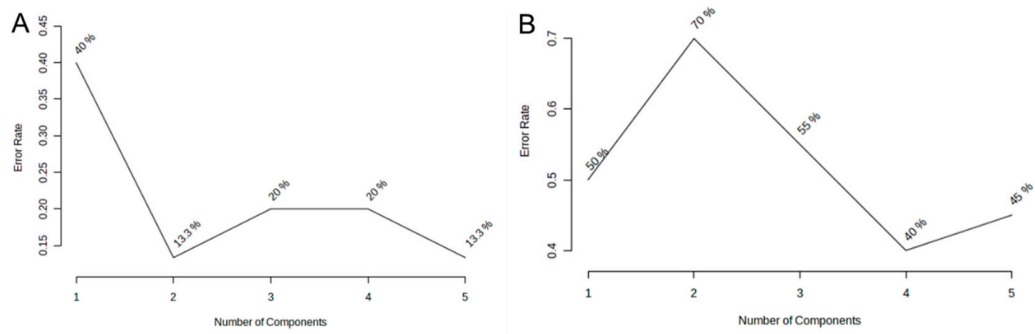 A
Error Rate
0.45
0.40
0.35
0.30
0.25
0.20
0.15
40 %
13.3 %
20 %
20 %
13.3 %
1 2 3 4 5
Number of Components
B
Error Rate
0.7
0.6
0.5
0.4
50 %
70 %
55 %
40 %
45 %
1 2 3 4 5
Number of Components